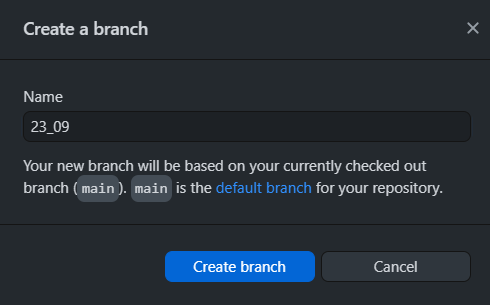 Create a branch
Name
23_09
Your new branch will be based on your currently checked out
branch (main). main is the default branch for your repository.
Create branch
Cancel